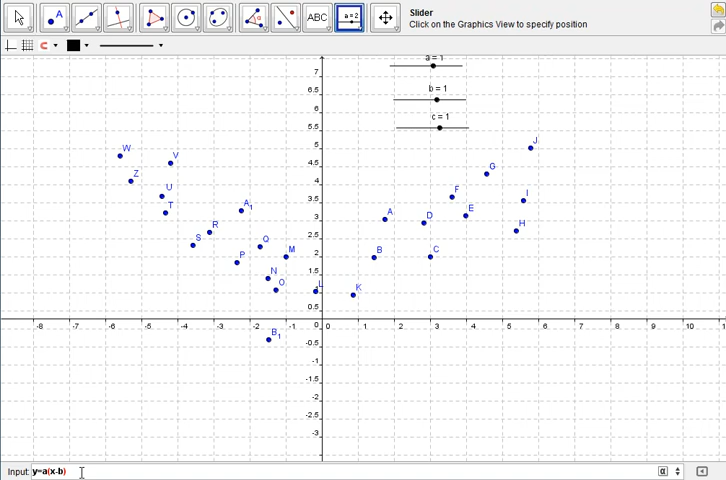 A
ABC
a=2
Slider
Click on the Graphics View to specify position
a = 1
b = 1
c = 1
7
6.5
6
5.5
5
4.5
4
3.5
3
2.5
2
1.5
1
0.5
0
-0.5
-1
-1.5
-2
-2.5
-3
-8 -7 -6 -5 -4 -3 -2 -1 0 1 2 3 4 5 6 7 8 9 10
W
V
Z
U
T
A1
R
S
Q
P
M
N
O
L
K
B1
A
B
C
D
E
F
G
H
I
J
Input: y=a(x-b)
α